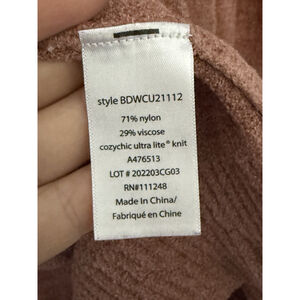 style BDWCU21112
71% nylon
29% viscose
cozychic ultra lite® knit
A476513
LOT # 202203CG03
RN#111248
Made In China/
Fabriqué en Chine